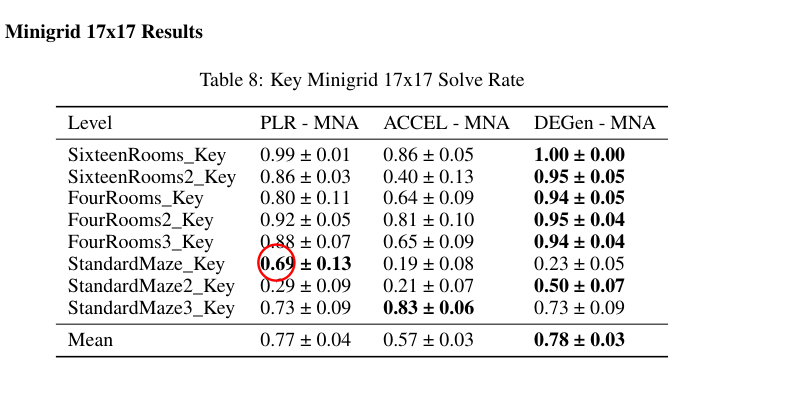 Minigrid 17x17 Results
Table 8: Key Minigrid 17x17 Solve Rate
Level PLR - MNA ACCEL - MNA DEGen - MNA
SixteenRooms_Key 0.99 ± 0.01 0.86 ± 0.05 1.00 ± 0.00
SixteenRooms2_Key 0.86 ± 0.03 0.40 ± 0.13 0.95 ± 0.05
FourRooms_Key 0.80 ± 0.11 0.64 ± 0.09 0.94 ± 0.05
FourRooms2_Key 0.92 ± 0.05 0.81 ± 0.10 0.95 ± 0.04
FourRooms3_Key 0.88 ± 0.07 0.65 ± 0.09 0.94 ± 0.04
StandardMaze_Key 0.69 ± 0.13 0.19 ± 0.08 0.23 ± 0.05
StandardMaze2_Key 0.29 ± 0.09 0.21 ± 0.07 0.50 ± 0.07
StandardMaze3_Key 0.73 ± 0.09 0.83 ± 0.06 0.73 ± 0.09
Mean 0.77 ± 0.04 0.57 ± 0.03 0.78 ± 0.03